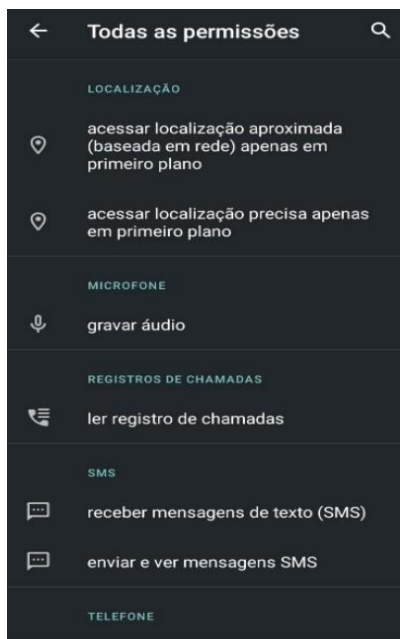 Todas as permissões
LOCALIZAÇÃO
acessar localização aproximada
(baseada em rede) apenas em
primeiro plano
acessar localização precisa apenas
em primeiro plano
MICROFONE
gravar áudio
REGISTROS DE CHAMADAS
ler registro de chamadas
SMS
receber mensagens de texto (SMS)
enviar e ver mensagens SMS
TELEFONE